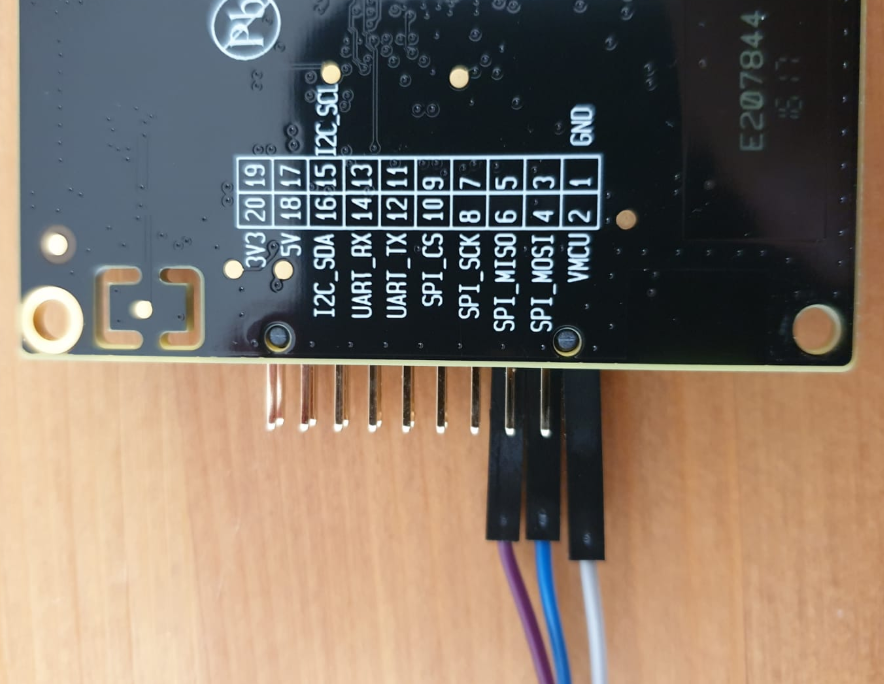 Pb
E207844
I2C_SCL
GND
19 17 15 13 11 9 7 5 3 1
20 18 16 14 12 10 8 6 4 2
3V3
5V
I2C_SDA
UART_RX
UART_TX
SPI_CS
SPI_SCK
SPI_MISO
SPI_MOSI
VMCU